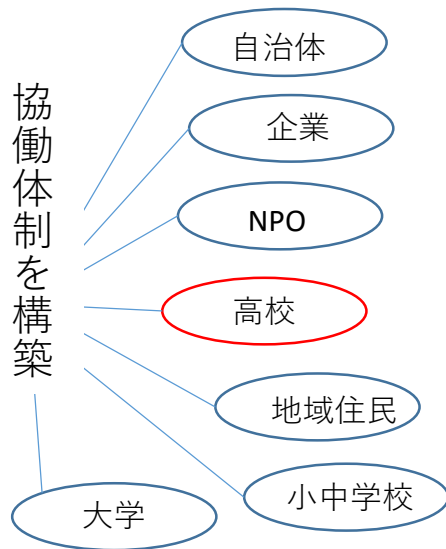 協働体制を構築
自治体
企業
NPO
高校
地域住民
小中学校
大学